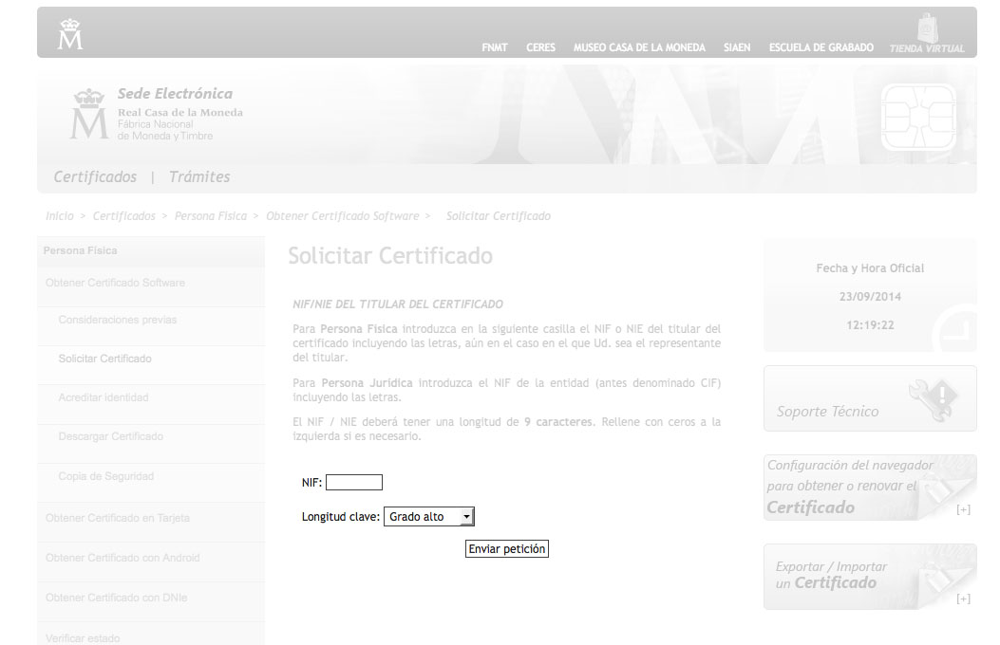 M
FNMT CERES MUSEO CASA DE LA MONEDA SIAEN ESCUELA DE GRABADO TIENDA VIRTUAL
M
Sede Electrónica
Real Casa de la Moneda
Fábrica Nacional
de Moneda y Timbre
Certificados | Trámites
Inicio > Certificados > Persona Física > Obtener Certificado Software > Solicitar Certificado
Persona Física
Obtener Certificado Software
Consideraciones previas
Solicitar Certificado
Acreditar identidad
Descargar Certificado
Copia de Seguridad
Obtener Certificado en Tarjeta
Obtener Certificado con Android
Obtener Certificado con DNIe
Verificar estado
Solicitar Certificado
NIF/NIE DEL TITULAR DEL CERTIFICADO
Para Persona Física introduzca en la siguiente casilla el NIF o NIE del titular del
certificado incluyendo las letras, aún en el caso en el que Ud. sea el representante
del titular.
Para Persona Jurídica introduzca el NIF de la entidad (antes denominado CIF)
incluyendo las letras.
El NIF / NIE deberá tener una longitud de 9 caracteres. Rellene con ceros a la
izquierda si es necesario.
NIF:
Longitud clave: Grado alto
Enviar petición
Fecha y Hora Oficial
23/09/2014
12:19:22
Soporte Técnico
Configuración del navegador
para obtener o renovar el
Certificado
[+]
Exportar / Importar
un Certificado
[+]